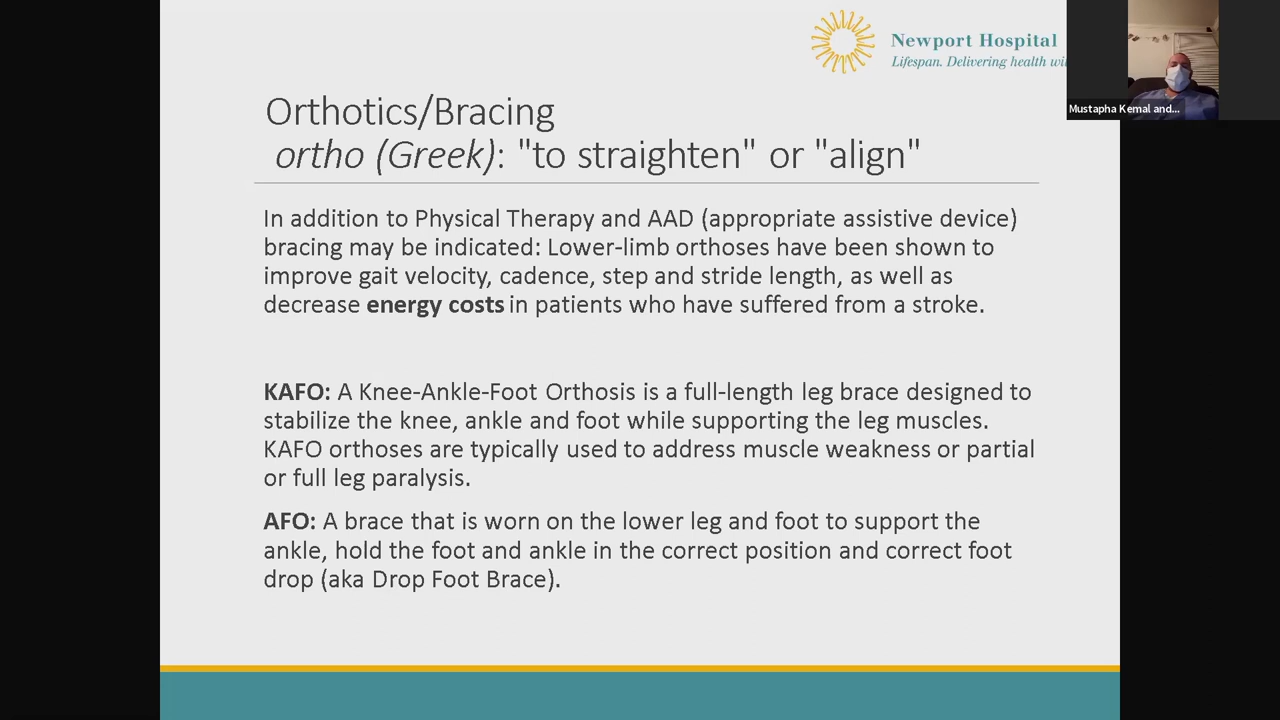 Newport Hospital
Lifespan. Delivering health
Mustapha Kemal and...
Orthotics/Bracing
ortho (Greek): "to straighten" or "align"
In addition to Physical Therapy and AAD (appropriate assistive device)
bracing may be indicated: Lower-limb orthoses have been shown to
improve gait velocity, cadence, step and stride length, as well as
decrease energy costs in patients who have suffered from a stroke.
KAFO: A Knee-Ankle-Foot Orthosis is a full-length leg brace designed to
stabilize the knee, ankle and foot while supporting the leg muscles.
KAFO orthoses are typically used to address muscle weakness or partial
or full leg paralysis.
AFO: A brace that is worn on the lower leg and foot to support the
ankle, hold the foot and ankle in the correct position and correct foot
drop (aka Drop Foot Brace).